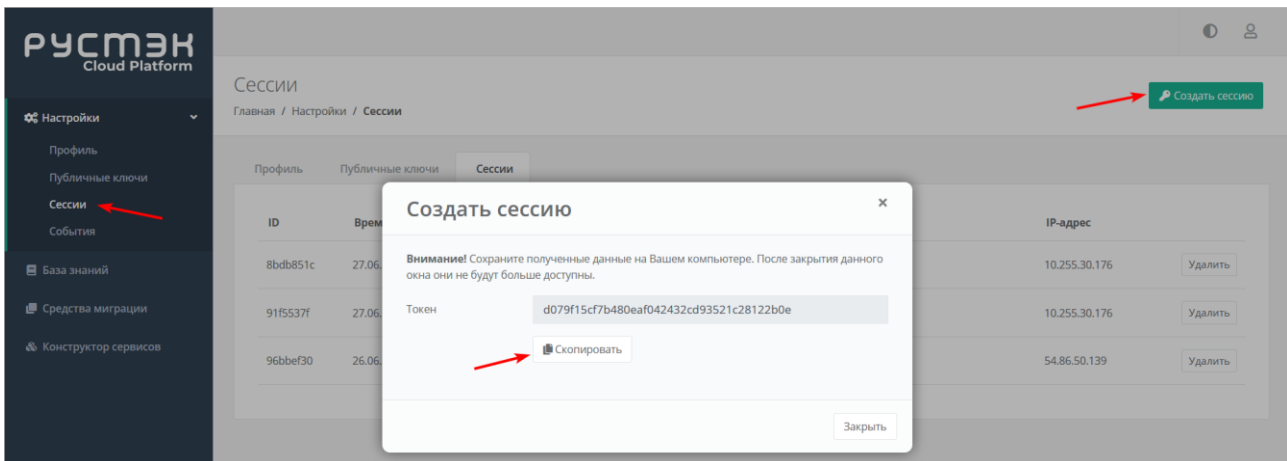 РУСТЭК
Cloud Platform
Сессии
Главная / Настройки / Сессии
Создать сессию
Настройки
Профиль
Публичные ключи
Сессии
События
База знаний
Средства миграции
Конструктор сервисов
Профиль Публичные ключи Сессии
ID IP-адрес
8bdb851c 27.06. 10.255.30.176 Удалить
91f5537f 27.06. 10.255.30.176 Удалить
96bbef30 26.06. 54.86.50.139 Удалить
Создать сессию ×
Внимание! Сохраните полученные данные на Вашем компьютере. После закрытия данного
окна они не будут больше доступны.
Токен d079f15cf7b480eaf042432cd93521c28122b0e
Скопировать
Закрыть